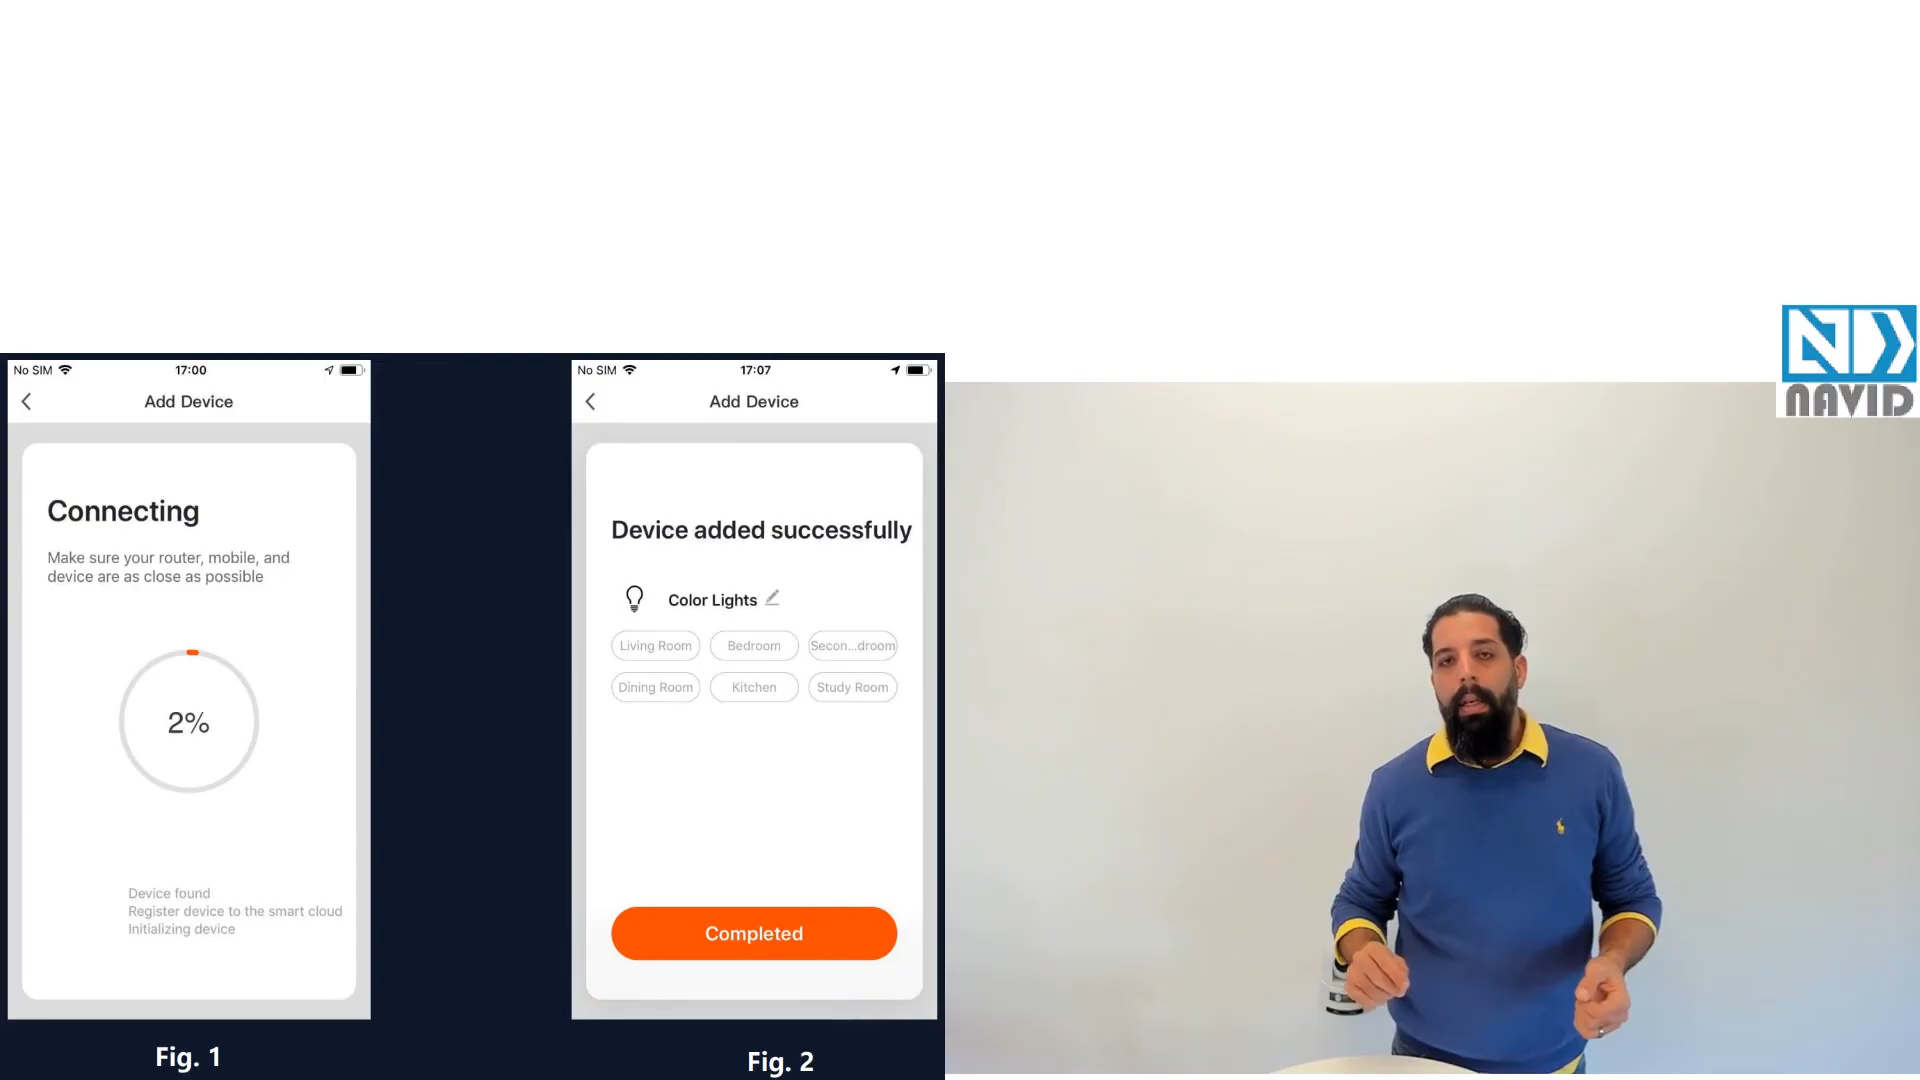 No SIM
17:00
Add Device
Connecting
Make sure your router, mobile, and
device are as close as possible
2%
Device found
Register device to the smart cloud
Initializing device
Fig. 1
No SIM
17:07
Add Device
Device added successfully
Color Lights
Living Room
Bedroom
Secon...droom
Dining Room
Kitchen
Study Room
Completed
Fig. 2
NAVID